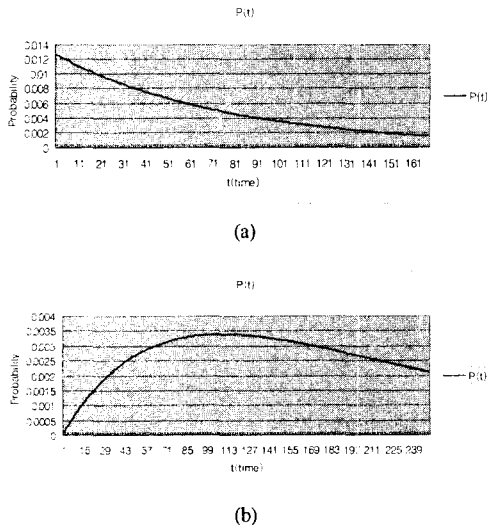 P(t)
0.014
0.012
0.01
0.008
0.006
0.004
0.002
0
Probability
1 11 21 31 41 51 61 71 81 91 101 111 121 131 141 151 161
t(time)
P(t)
(a)
P(t)
0.004
0.0035
0.003
0.0025
0.002
0.0015
0.001
0.0005
0
Probability
15 29 43 57 71 85 99 113 127 141 155 169 183 197 211 225 239
t(time)
P(t)
(b)